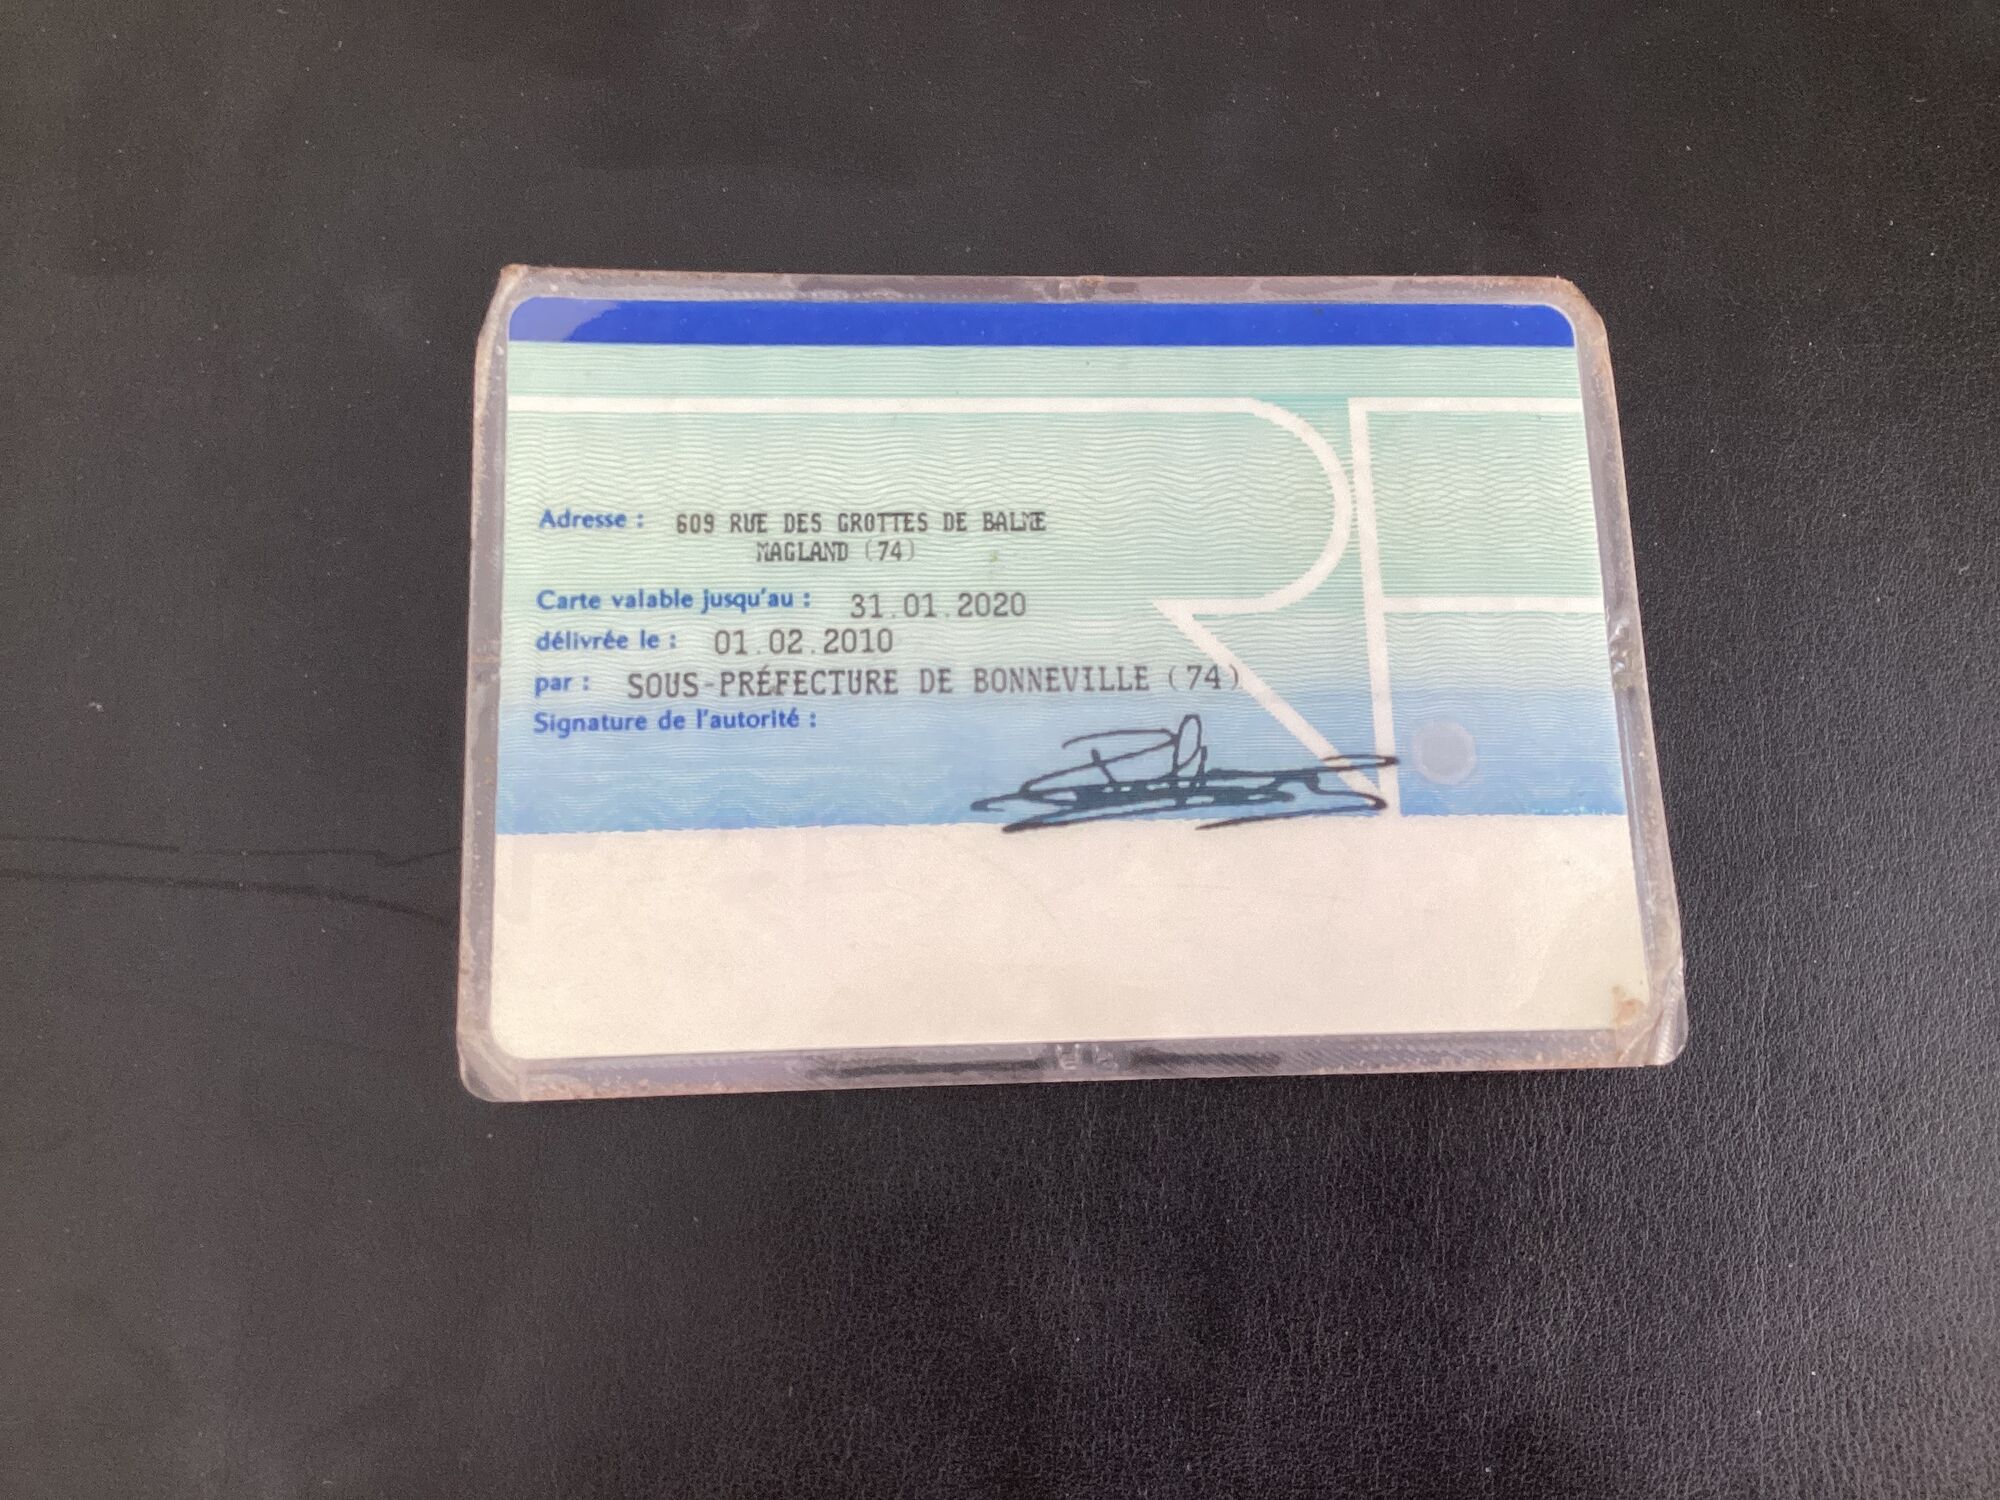 Adresse : 609 RUE DES GROTTES DE BALME
MAGLAND (74)
Carte valable jusqu'au : 31.01.2020
délivrée le : 01.02.2010
par : SOUS-PRÉFECTURE DE BONNEVILLE (74)
Signature de l'autorité :
RF